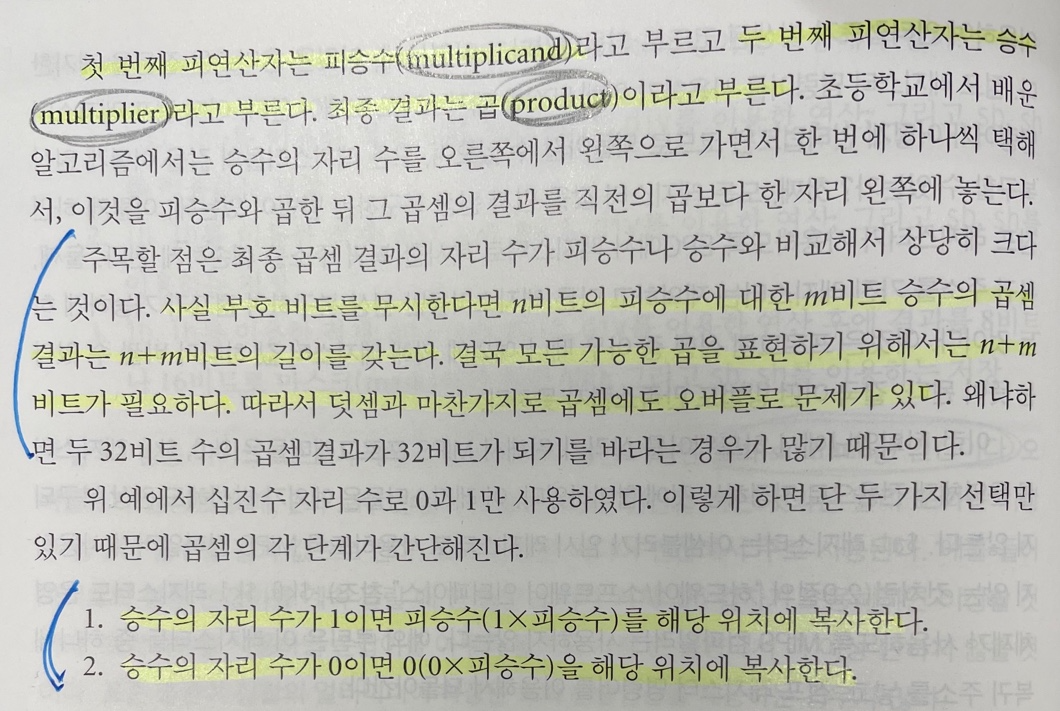 첫 번째 피연산자는 피승수(multiplicand)라고 부르고 두 번째 피연산자는 승수
(multiplier)라고 부른다. 최종 결과는 곱(product)이라고 부른다. 초등학교에서 배운
알고리즘에서는 승수의 자리 수를 오른쪽에서 왼쪽으로 가면서 한 번에 하나씩 택해
서, 이것을 피승수와 곱한 뒤 그 곱셈의 결과를 직전의 곱보다 한 자리 왼쪽에 놓는다.
주목할 점은 최종 곱셈 결과의 자리 수가 피승수나 승수와 비교해서 상당히 크다
는 것이다. 사실 부호 비트를 무시한다면 n비트의 피승수에 대한 m비트 승수의 곱셈
결과는 n+m비트의 길이를 갖는다. 결국 모든 가능한 곱을 표현하기 위해서는 n+m
비트가 필요하다. 따라서 덧셈과 마찬가지로 곱셈에도 오버플로 문제가 있다. 왜냐하
면 두 32비트 수의 곱셈 결과가 32비트가 되기를 바라는 경우가 많기 때문이다.
위 예에서 십진수 자리 수로 0과 1만 사용하였다. 이렇게 하면 단 두 가지 선택만
있기 때문에 곱셈의 각 단계가 간단해진다.
1. 승수의 자리 수가 1이면 피승수(1×피승수)를 해당 위치에 복사한다.
2. 승수의 자리 수가 0이면 0(0×피승수)을 해당 위치에 복사한다.